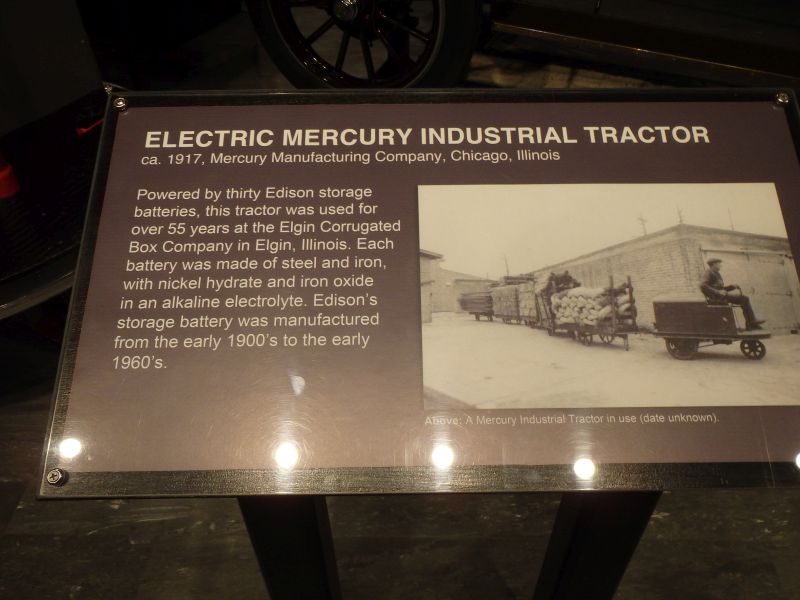 ELECTRIC MERCURY INDUSTRIAL TRACTOR
ca. 1917, Mercury Manufacturing Company, Chicago, Illinois
Powered by thirty Edison storage
batteries, this tractor was used for
over 55 years at the Elgin Corrugated
Box Company in Elgin, Illinois. Each
battery was made of steel and iron,
with nickel hydrate and iron oxide
in an alkaline electrolyte. Edison's
storage battery was manufactured
from the early 1900's to the early
1960's.
Above: A Mercury Industrial Tractor in use (date unknown).